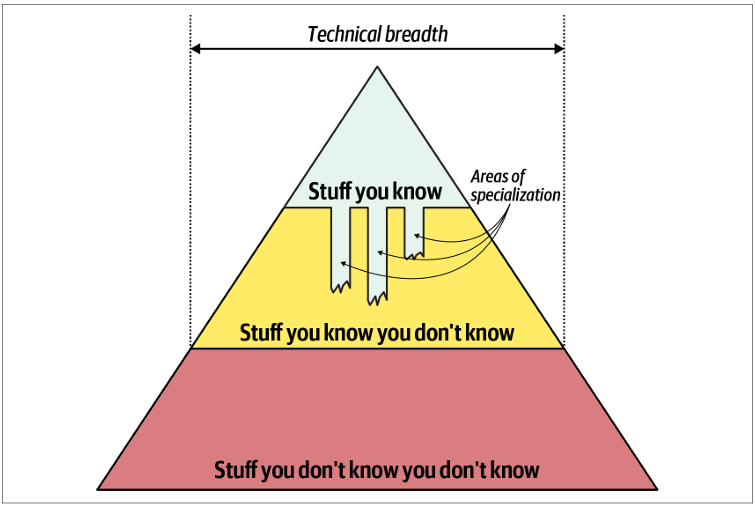 Technical breadth
Areas of
specialization
Stuff you know
Stuff you know you don't know
Stuff you don't know you don't know